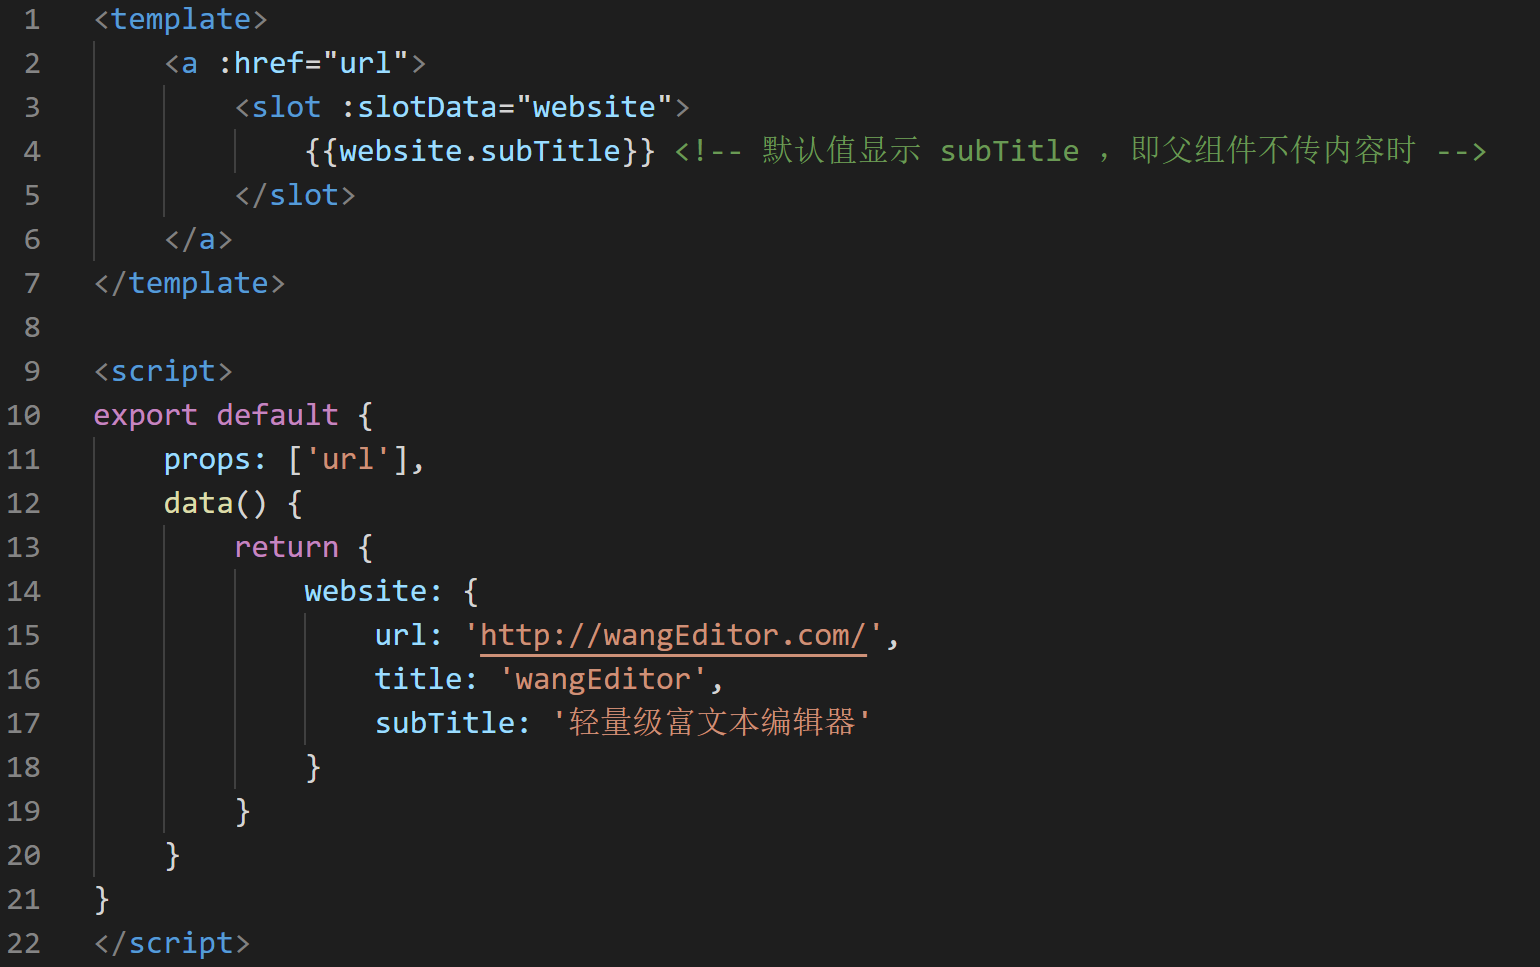 1 <template>
2 <a :href="url">
3 <slot :slotData="website">
4 {{website.subTitle}} <!-- 默认值显示 subTitle ，即父组件不传内容时 -->
5 </slot>
6 </a>
7 </template>
8
9 <script>
10 export default {
11 props: ['url'],
12 data() {
13 return {
14 website: {
15 url: 'http://wangEditor.com/',
16 title: 'wangEditor',
17 subTitle: '轻量级富文本编辑器'
18 }
19 }
20 }
21 }
22 </script>